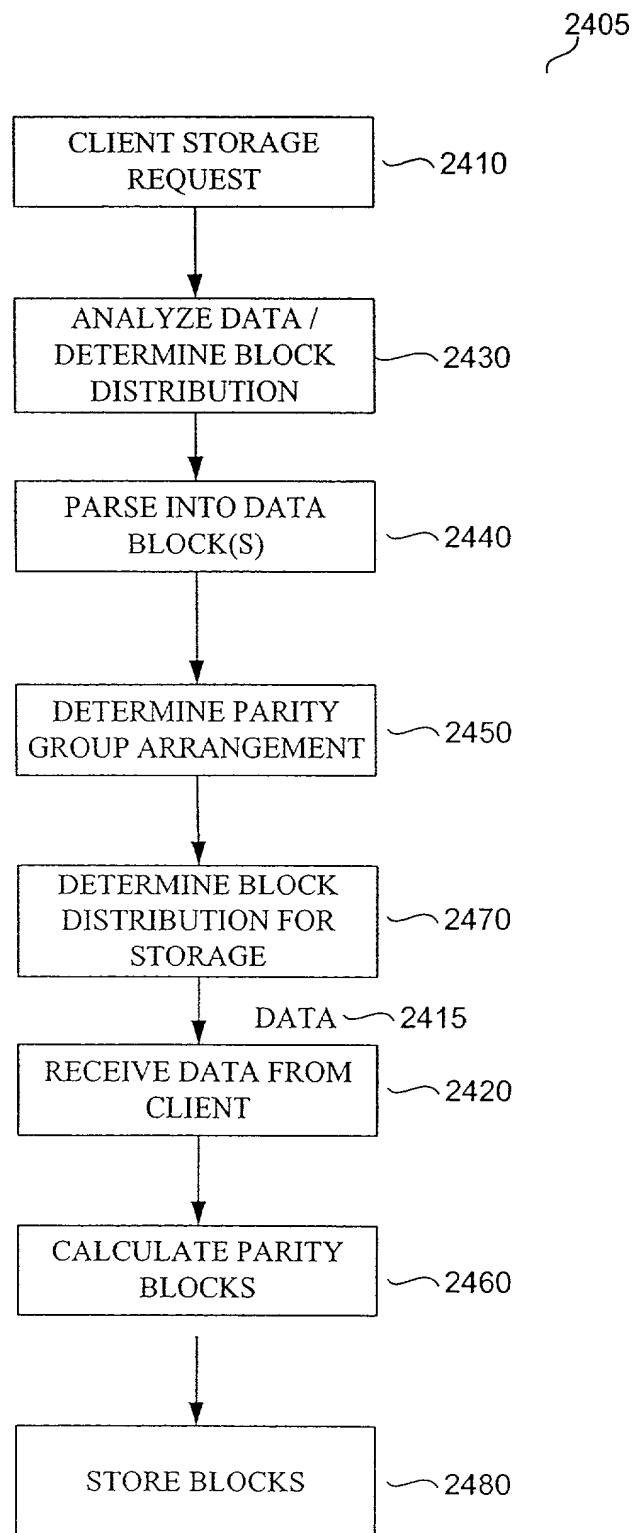 2405
CLIENT STORAGE
REQUEST
2410
ANALYZE DATA /
DETERMINE BLOCK
DISTRIBUTION
2430
PARSE INTO DATA
BLOCK(S)
2440
DETERMINE PARITY
GROUP ARRANGEMENT
2450
DETERMINE BLOCK
DISTRIBUTION FOR
STORAGE
2470
DATA 2415
RECEIVE DATA FROM
CLIENT
2420
CALCULATE PARITY
BLOCKS
2460
STORE BLOCKS
2480